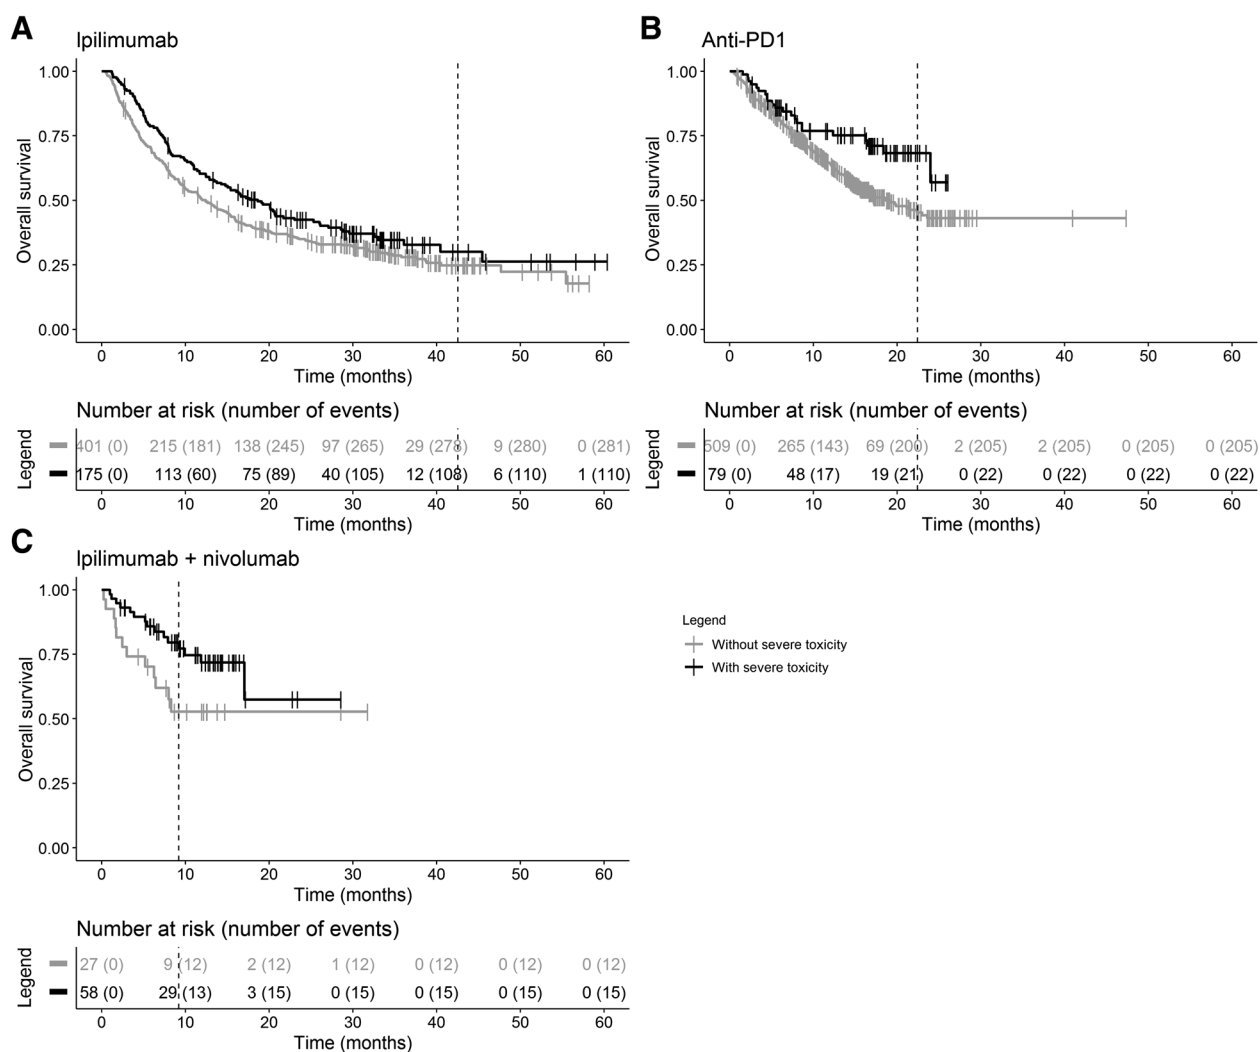 A
Ipilimumab
Overall survival
1.00
0.75
0.50
0.25
0.00
0 10 20 30 40 50 60
Time (months)
Number at risk (number of events)
Legend
401 (0) 215 (181) 138 (245) 97 (265) 29 (278) 9 (280) 0 (281)
175 (0) 113 (60) 75 (89) 40 (105) 12 (108) 6 (110) 1 (110)
0 10 20 30 40 50 60
Time (months)
B
Anti-PD1
Overall survival
1.00
0.75
0.50
0.25
0.00
0 10 20 30 40 50 60
Time (months)
Number at risk (number of events)
Legend
509 (0) 265 (143) 69 (200) 2 (205) 2 (205) 0 (205) 0 (205)
79 (0) 48 (17) 19 (21) 0 (22) 0 (22) 0 (22) 0 (22)
0 10 20 30 40 50 60
Time (months)
C
Ipilimumab + nivolumab
Overall survival
1.00
0.75
0.50
0.25
0.00
0 10 20 30 40 50 60
Time (months)
Number at risk (number of events)
Legend
27 (0) 9 (12) 2 (12) 1 (12) 0 (12) 0 (12) 0 (12)
58 (0) 29 (13) 3 (15) 0 (15) 0 (15) 0 (15) 0 (15)
0 10 20 30 40 50 60
Time (months)
Legend
Without severe toxicity
With severe toxicity